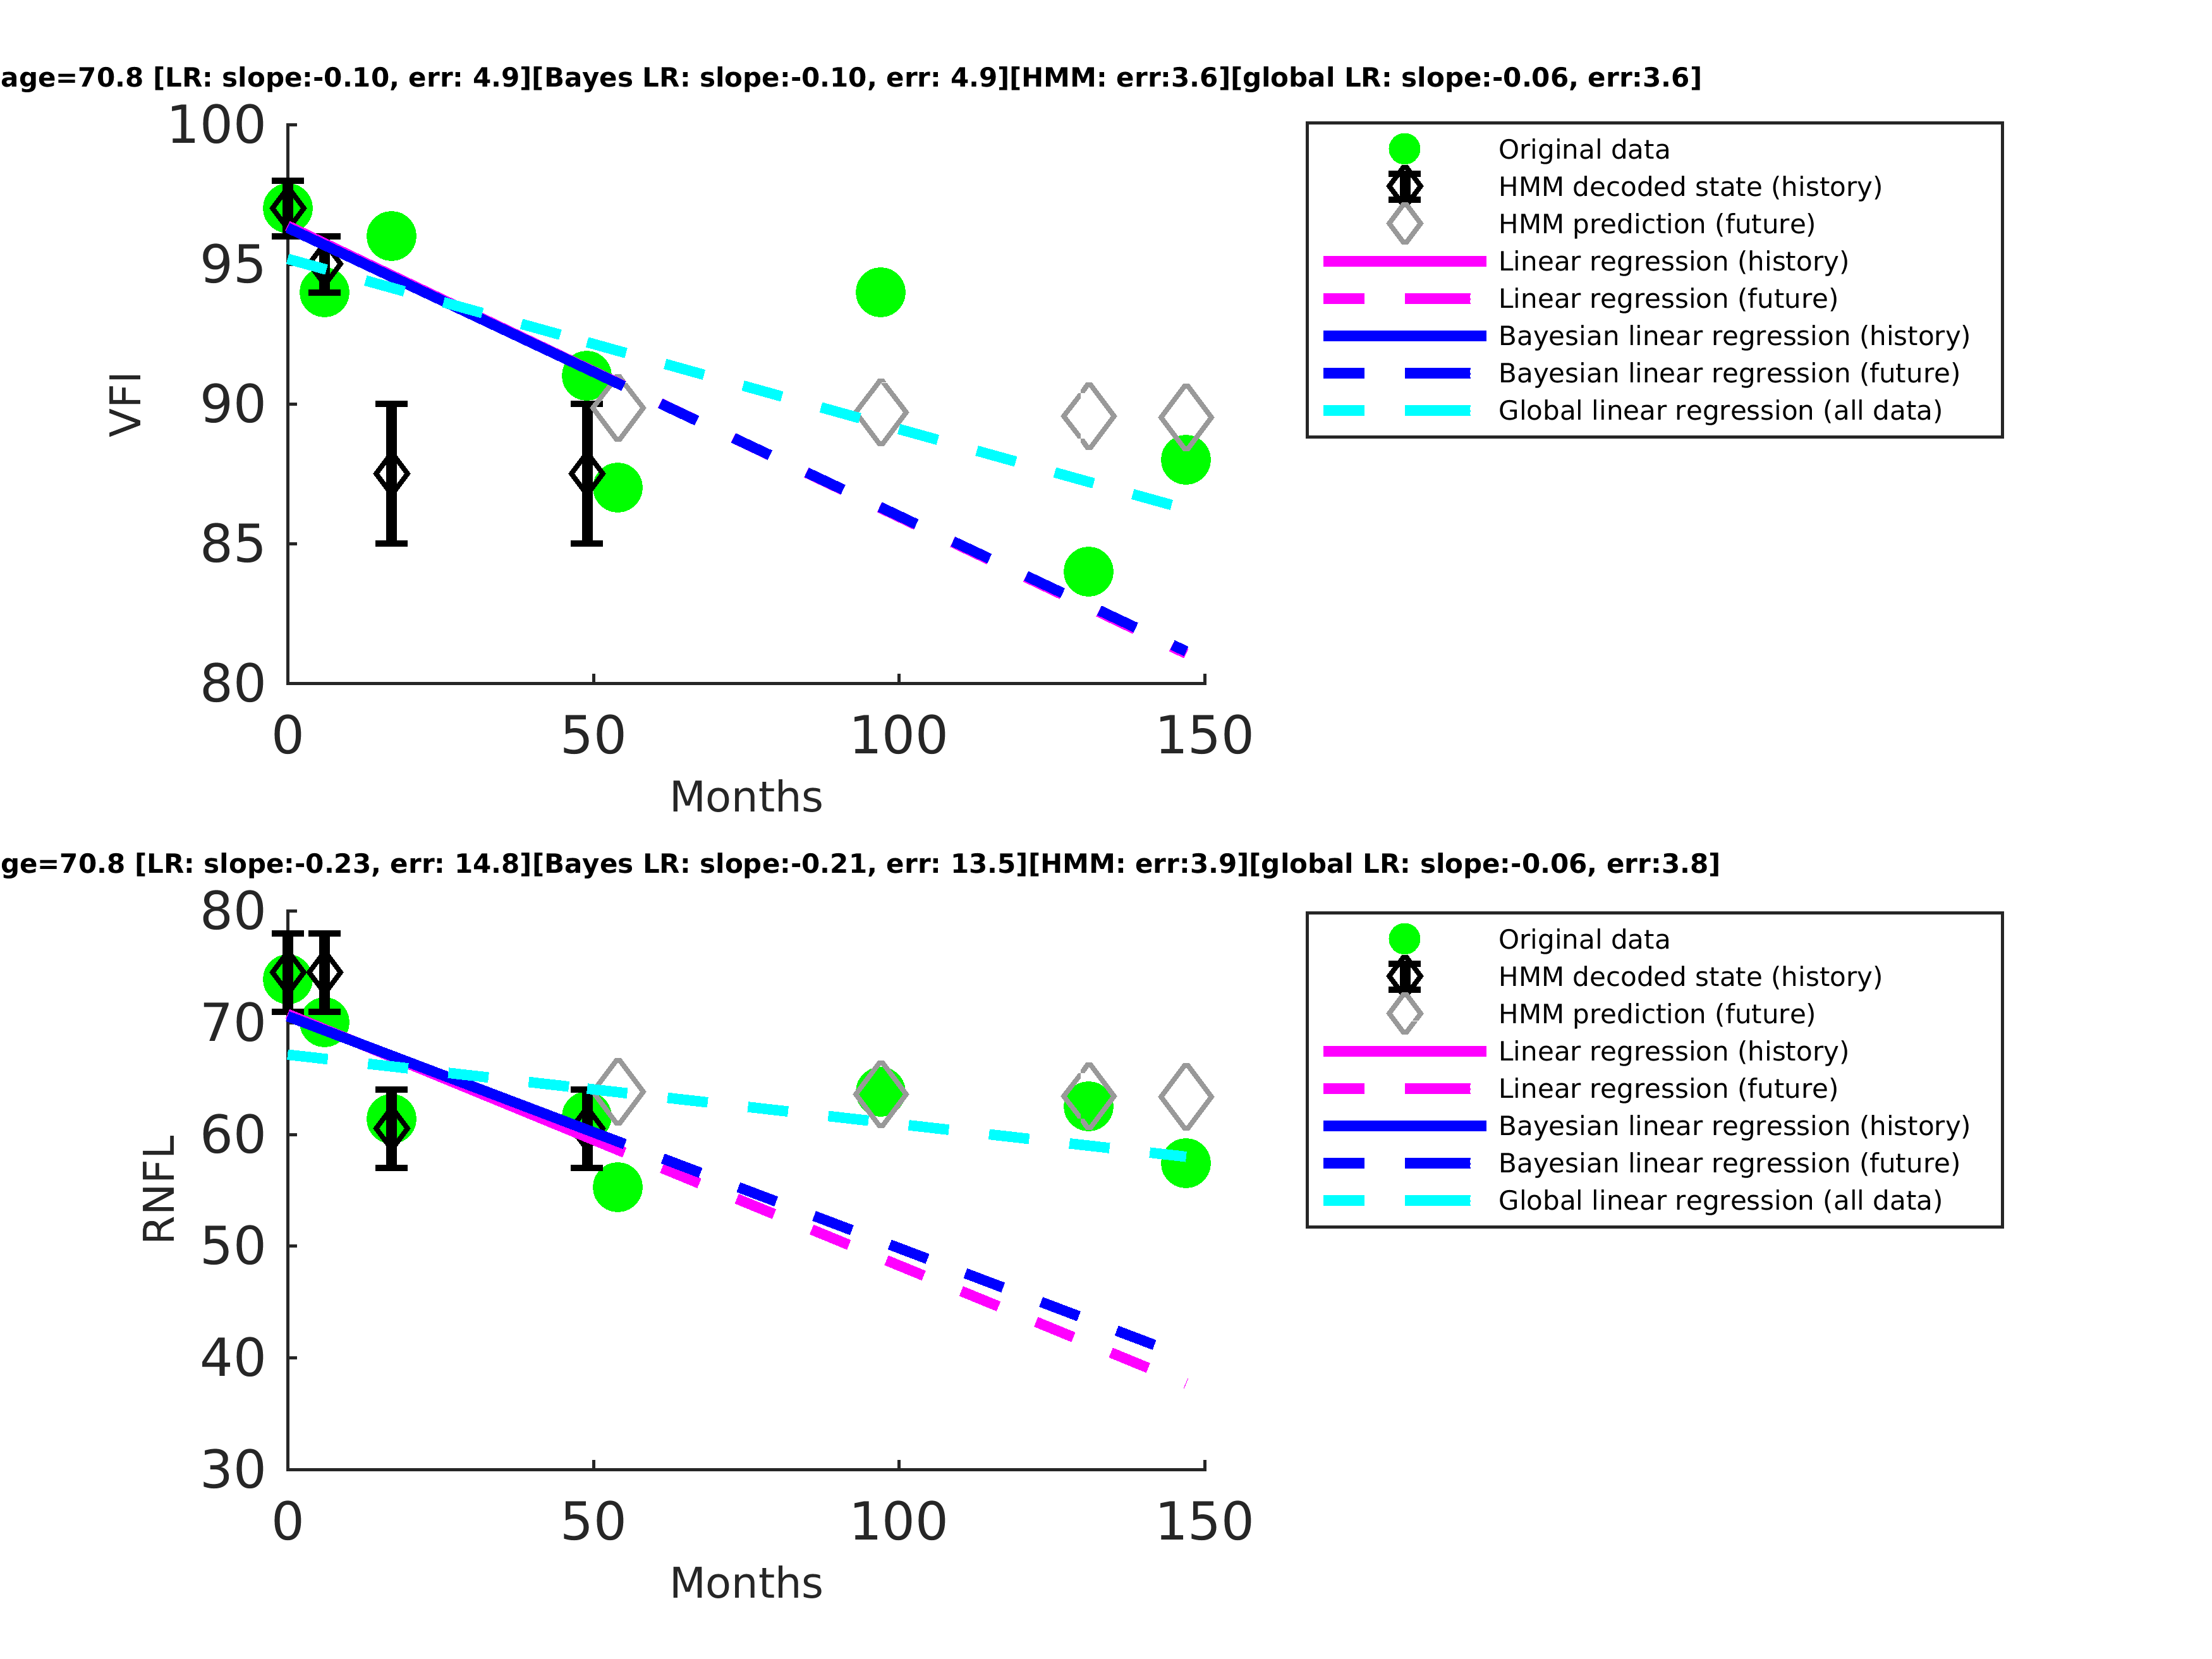 age=70.8 [LR: slope:-0.10, err: 4.9][Bayes LR: slope:-0.10, err: 4.9][HMM: err:3.6][global LR: slope:-0.06, err:3.6]
100
95
90
85
80
VFI
0 50 100 150
Months
Original data
HMM decoded state (history)
HMM prediction (future)
Linear regression (history)
Linear regression (future)
Bayesian linear regression (history)
Bayesian linear regression (future)
Global linear regression (all data)
ge=70.8 [LR: slope:-0.23, err: 14.8][Bayes LR: slope:-0.21, err: 13.5][HMM: err:3.9][global LR: slope:-0.06, err:3.8]
80
70
60
50
40
30
RNFL
0 50 100 150
Months
Original data
HMM decoded state (history)
HMM prediction (future)
Linear regression (history)
Linear regression (future)
Bayesian linear regression (history)
Bayesian linear regression (future)
Global linear regression (all data)